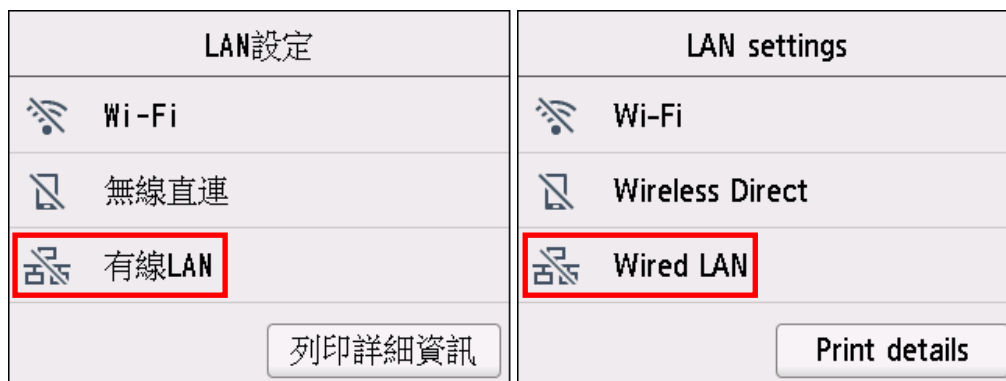 LAN設定
Wi-Fi
無線直連
有線LAN
列印詳細資訊
LAN settings
Wi-Fi
Wireless Direct
Wired LAN
Print details